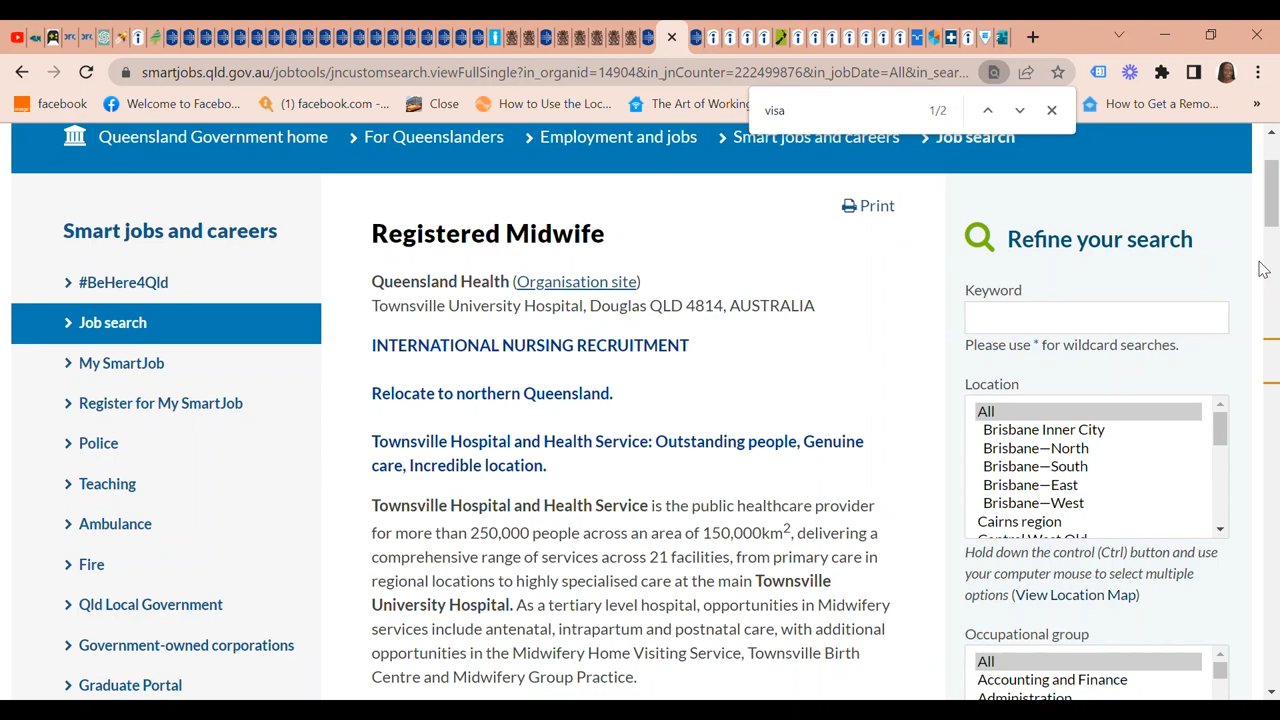 smartjobs.qld.gov.au/jobtools/jncustomsearch.viewFullSingle?in_organid=14904&in_jnCounter=222499876&in_jobDate=All&in_sear...
facebook
Welcome to Facebo...
(1) facebook.com -...
Close
How to Use the Loc...
The Art of Working
How to Get a Remo...
»
visa
1/2
Queensland Government home
For Queenslanders
Employment and jobs
Smart jobs and careers
Job search
Smart jobs and careers
#BeHere4Qld
Job search
My SmartJob
Register for My SmartJob
Police
Teaching
Ambulance
Fire
Qld Local Government
Government-owned corporations
Graduate Portal
Print
Registered Midwife
Queensland Health (Organisation site)
Townsville University Hospital, Douglas QLD 4814, AUSTRALIA
INTERNATIONAL NURSING RECRUITMENT
Relocate to northern Queensland.
Townsville Hospital and Health Service: Outstanding people, Genuine
care, Incredible location.
Townsville Hospital and Health Service is the public healthcare provider
for more than 250,000 people across an area of 150,000km2, delivering a
comprehensive range of services across 21 facilities, from primary care in
regional locations to highly specialised care at the main Townsville
University Hospital. As a tertiary level hospital, opportunities in Midwifery
services include antenatal, intrapartum and postnatal care, with additional
opportunities in the Midwifery Home Visiting Service, Townsville Birth
Centre and Midwifery Group Practice.
Refine your search
Keyword
Please use * for wildcard searches.
Location
All
Brisbane Inner City
Brisbane—North
Brisbane—South
Brisbane—East
Brisbane—West
Cairns region
Central West Qld
Hold down the control (Ctrl) button and use
your computer mouse to select multiple
options (View Location Map)
Occupational group
All
Accounting and Finance
Administration